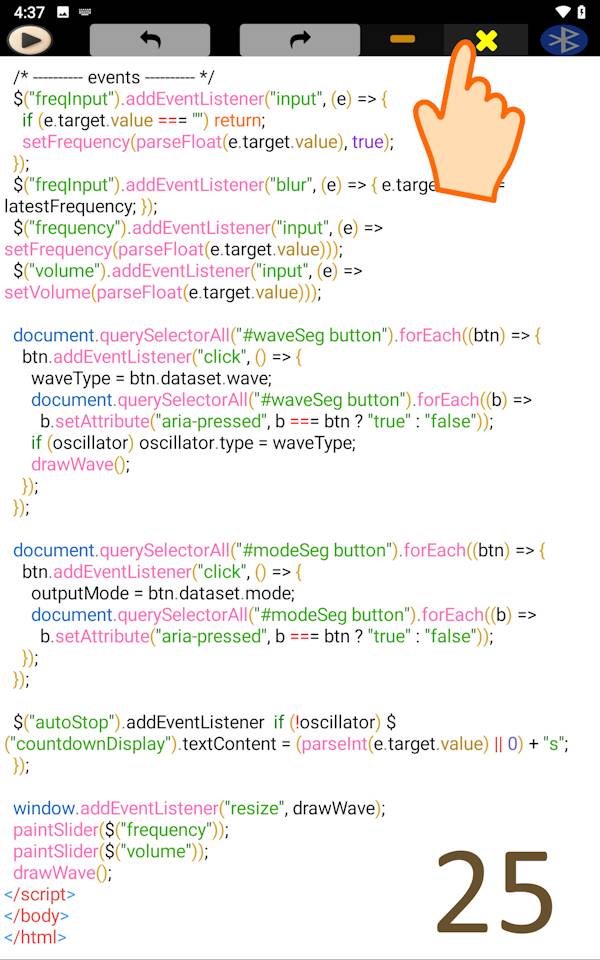 4:37
/* ---------- events ---------- */
$("freqInput").addEventListener("input", (e) => {
if (e.target.value === "") return;
setFrequency(parseFloat(e.target.value), true);
});
$("freqInput").addEventListener("blur", (e) => { e.targe =
latestFrequency; });
$("frequency").addEventListener("input", (e) =>
setFrequency(parseFloat(e.target.value)));
$("volume").addEventListener("input", (e) =>
setVolume(parseFloat(e.target.value)));
document.querySelectorAll("#waveSeg button").forEach((btn) => {
btn.addEventListener("click", () => {
waveType = btn.dataset.wave;
document.querySelectorAll("#waveSeg button").forEach((b) =>
b.setAttribute("aria-pressed", b === btn ? "true" : "false"));
if (oscillator) oscillator.type = waveType;
drawWave();
});
});
document.querySelectorAll("#modeSeg button").forEach((btn) => {
btn.addEventListener("click", () => {
outputMode = btn.dataset.mode;
document.querySelectorAll("#modeSeg button").forEach((b) =>
b.setAttribute("aria-pressed", b === btn ? "true" : "false"));
});
});
$("autoStop").addEventListener if (!oscillator) $
("countdownDisplay").textContent = (parseInt(e.target.value) || 0) + "s";
});
window.addEventListener("resize", drawWave);
paintSlider($("frequency"));
paintSlider($("volume"));
drawWave();
</script>
</body>
</html>
25